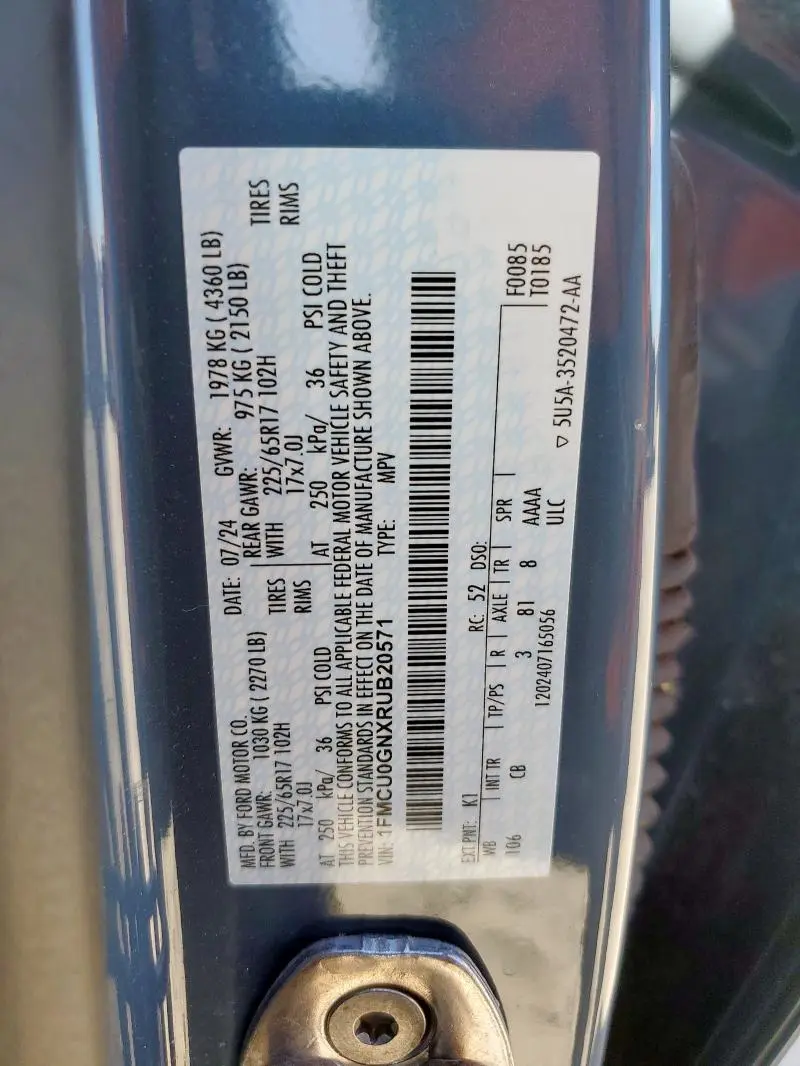 MFD. BY FORD MOTOR CO. DATE: 07/24 GVWR: 1978 KG ( 4360 LB)
FRONT GAWR: 1030 KG ( 2270 LB) REAR GAWR: 975 KG ( 2150 LB)
WITH 225/65R17 102H TIRES WITH 225/65R17 102H TIRES
17x7.0J RIMS 17x7.0J RIMS
AT 250 kPa/ 36 PSI COLD AT 250 kPa/ 36 PSI COLD
THIS VEHICLE CONFORMS TO ALL APPLICABLE FEDERAL MOTOR VEHICLE SAFETY AND THEFT
PREVENTION STANDARDS IN EFFECT ON THE DATE OF MANUFACTURE SHOWN ABOVE.
VIN: 1FMCU0GNXRUB20571 TYPE: MPV
EXT PNT: K1 RC: 52 DSO: F0085
WB INT TR TP/PS R AXLE TR SPR T0185
106 CB 3 81 8 AAAA
ULC
1202407165056 ▽ 5U5A-3520472-AA